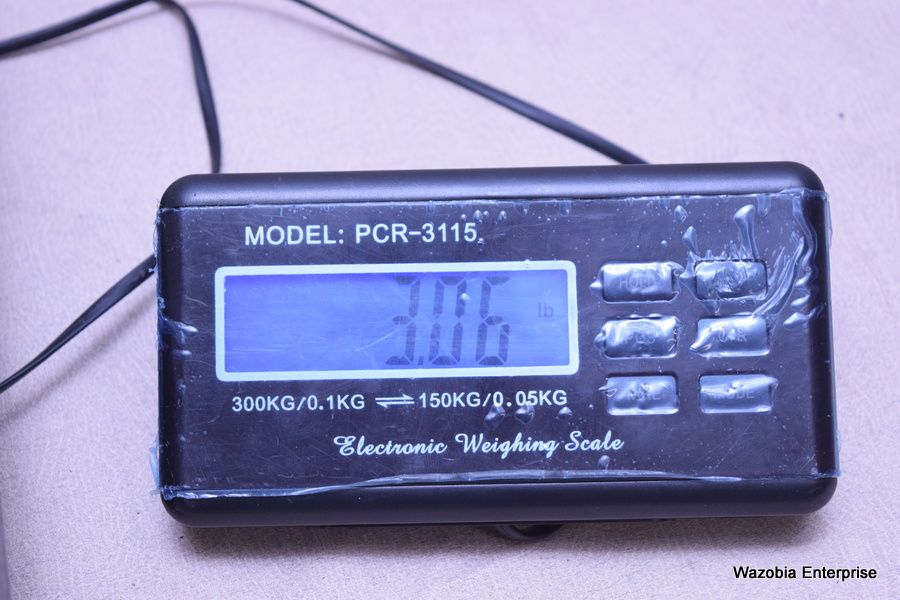 MODEL: PCR-3115
3.06 lb
300KG/0.1KG ⇌ 150KG/0.05KG
Electronic Weighing Scale
Wazobia Enterprise